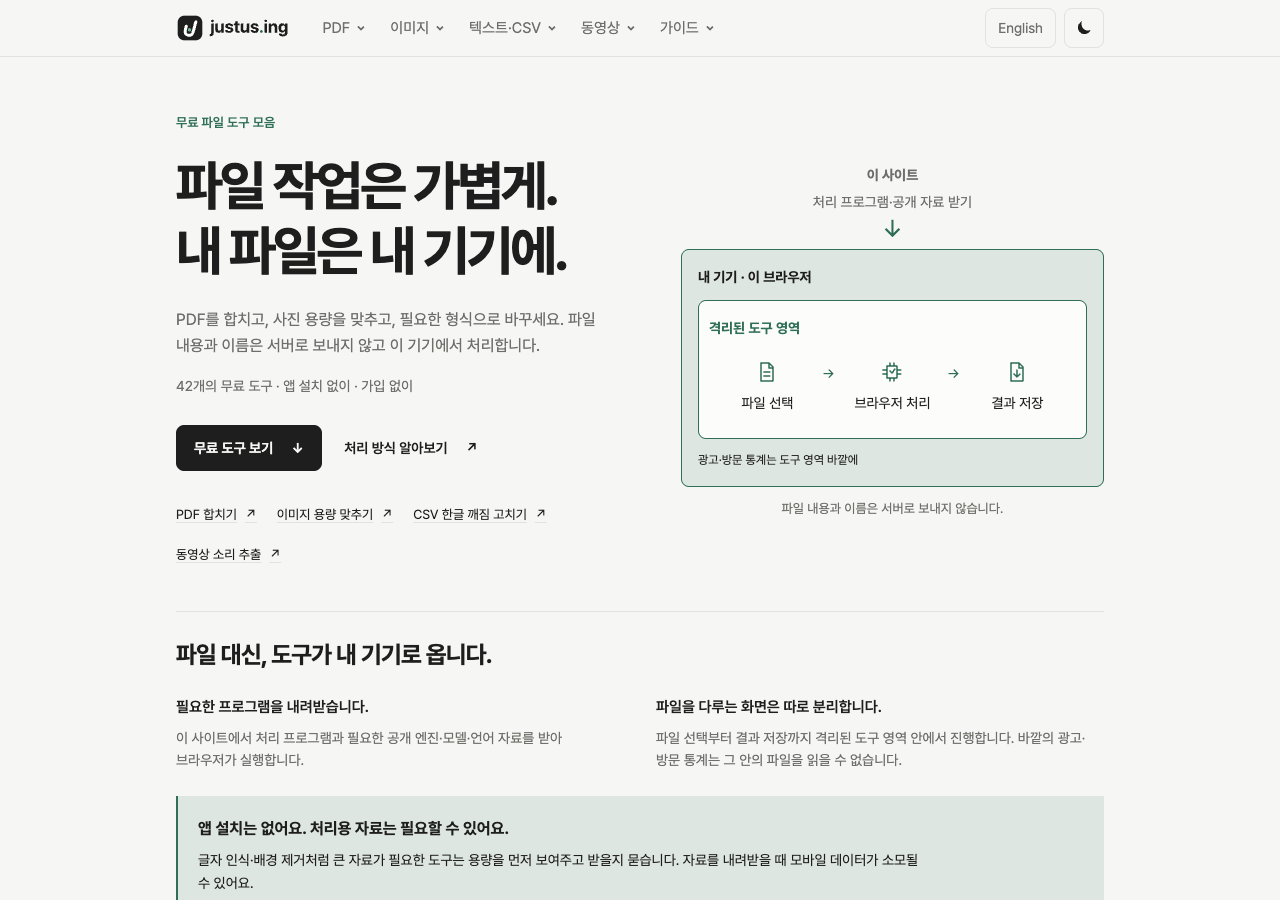 justus.ing
PDF
이미지
텍스트·CSV
동영상
가이드
English
무료 파일 도구 모음
파일 작업은 가볍게.
내 파일은 내 기기에.
PDF를 합치고, 사진 용량을 맞추고, 필요한 형식으로 바꾸세요. 파일
내용과 이름은 서버로 보내지 않고 이 기기에서 처리합니다.
42개의 무료 도구 · 앱 설치 없이 · 가입 없이
무료 도구 보기
처리 방식 알아보기
PDF 합치기
이미지 용량 맞추기
CSV 한글 깨짐 고치기
동영상 소리 추출
이 사이트
처리 프로그램·공개 자료 받기
내 기기 · 이 브라우저
격리된 도구 영역
파일 선택
브라우저 처리
결과 저장
광고·방문 통계는 도구 영역 바깥에
파일 내용과 이름은 서버로 보내지 않습니다.
파일 대신, 도구가 내 기기로 옵니다.
필요한 프로그램을 내려받습니다.
이 사이트에서 처리 프로그램과 필요한 공개 엔진·모델·언어 자료를 받아
브라우저가 실행합니다.
파일을 다루는 화면은 따로 분리합니다.
파일 선택부터 결과 저장까지 격리된 도구 영역 안에서 진행합니다. 바깥의 광고·
방문 통계는 그 안의 파일을 읽을 수 없습니다.
앱 설치는 없어요. 처리용 자료는 필요할 수 있어요.
글자 인식·배경 제거처럼 큰 자료가 필요한 도구는 용량을 먼저 보여주고 받을지 묻습니다. 자료를 내려받을 때 모바일 데이터가 소모될
수 있어요.